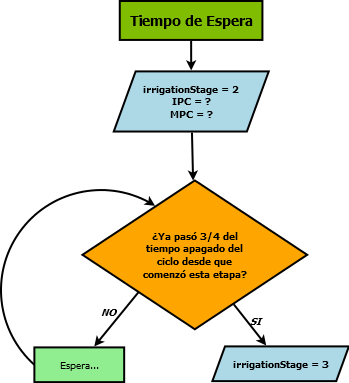 Tiempo de Espera
irrigationStage = 2
IPC = ?
MPC = ?
¿Ya pasó 3/4 del
tiempo apagado del
ciclo desde que
comenzó esta etapa?
NO
SI
Espera...
irrigationStage = 3